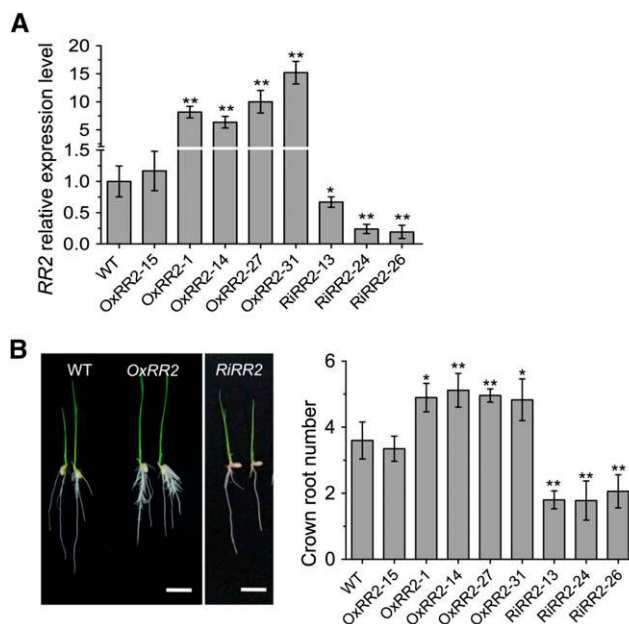 A
RR2 relative expression level
20
15
10
5
1.5
1.0
0.5
0.0
** ** ** ** * ** **
WT OxRR2-15 OxRR2-1 OxRR2-14 OxRR2-27 OxRR2-31 RiRR2-13 RiRR2-24 RiRR2-26
B
WT OxRR2 RiRR2
Crown root number
6
4
2
0
* ** ** * ** ** **
WT OxRR2-15 OxRR2-1 OxRR2-14 OxRR2-27 OxRR2-31 RiRR2-13 RiRR2-24 RiRR2-26